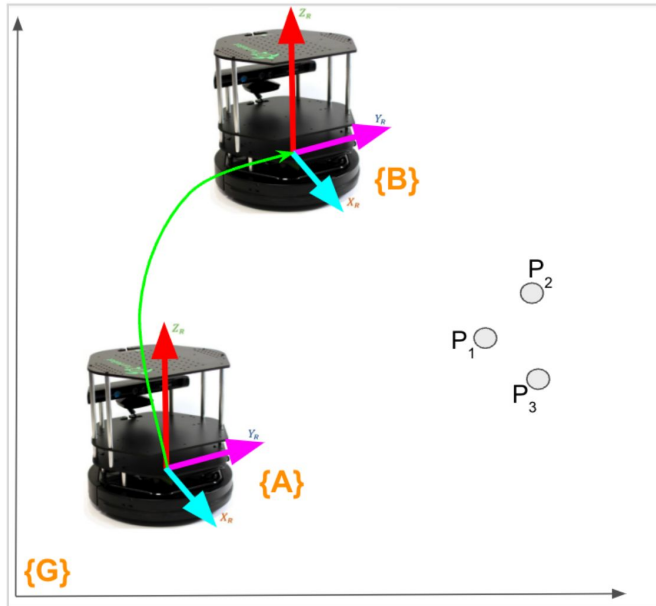 Z_R
Y_R
X_R
{B}
P_2
P_1
P_3
Z_R
Y_R
X_R
{A}
{G}